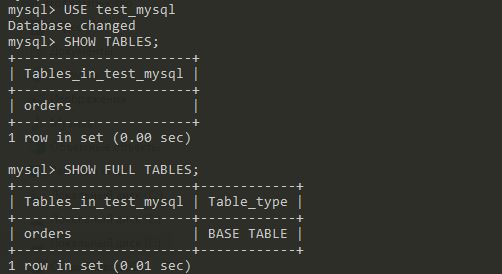 mysql> USE test_mysql
Database changed
mysql> SHOW TABLES;
+----------------------+
| Tables_in_test_mysql |
+----------------------+
| orders               |
+----------------------+
1 row in set (0.00 sec)

mysql> SHOW FULL TABLES;
+----------------------+------------+
| Tables_in_test_mysql | Table_type |
+----------------------+------------+
| orders               | BASE TABLE |
+----------------------+------------+
1 row in set (0.01 sec)